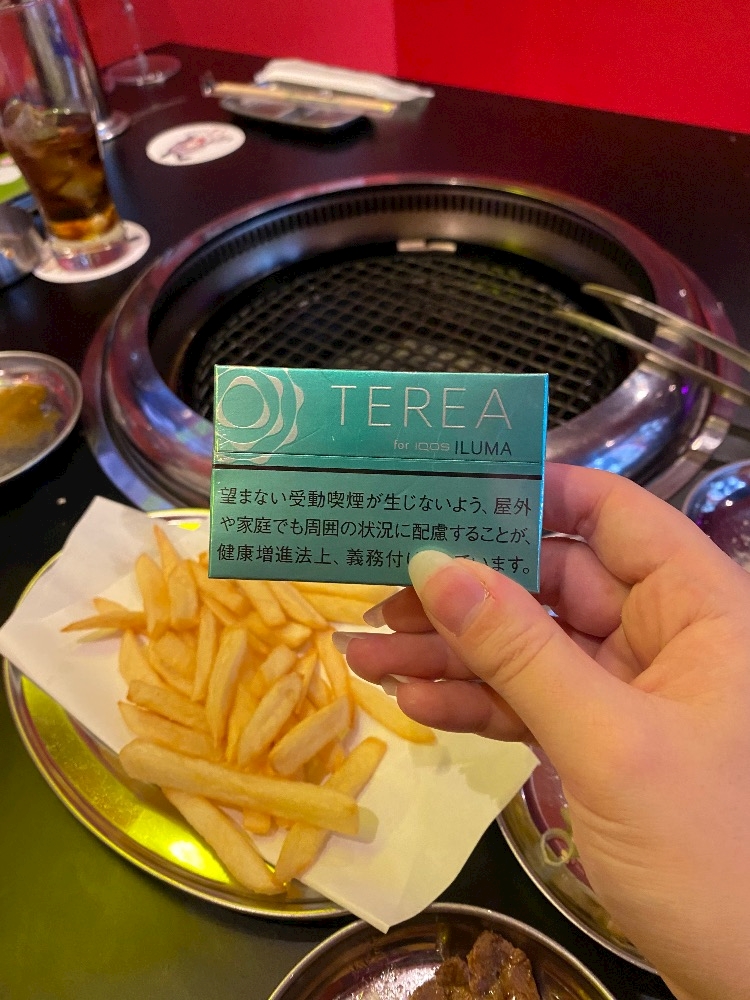 TEREA
for IQOS ILUMA
望まない受動喫煙が生じないよう、屋外
や家庭でも周囲の状況に配慮することが、
健康増進法上、義務付け ています。